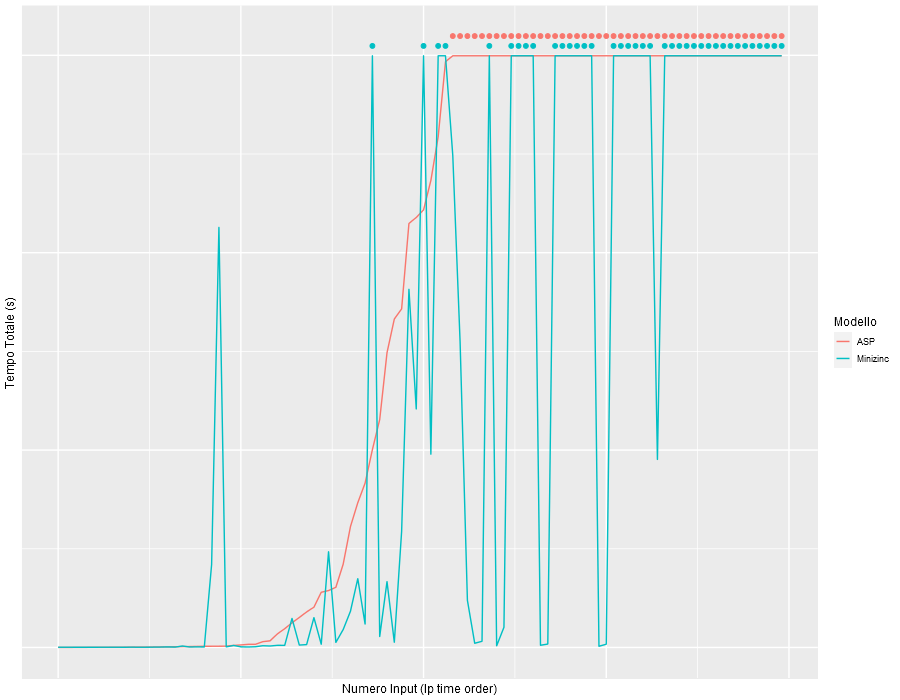 Tempo Totale (s)
Numero Input (lp time order)
Modello
ASP
Minizinc